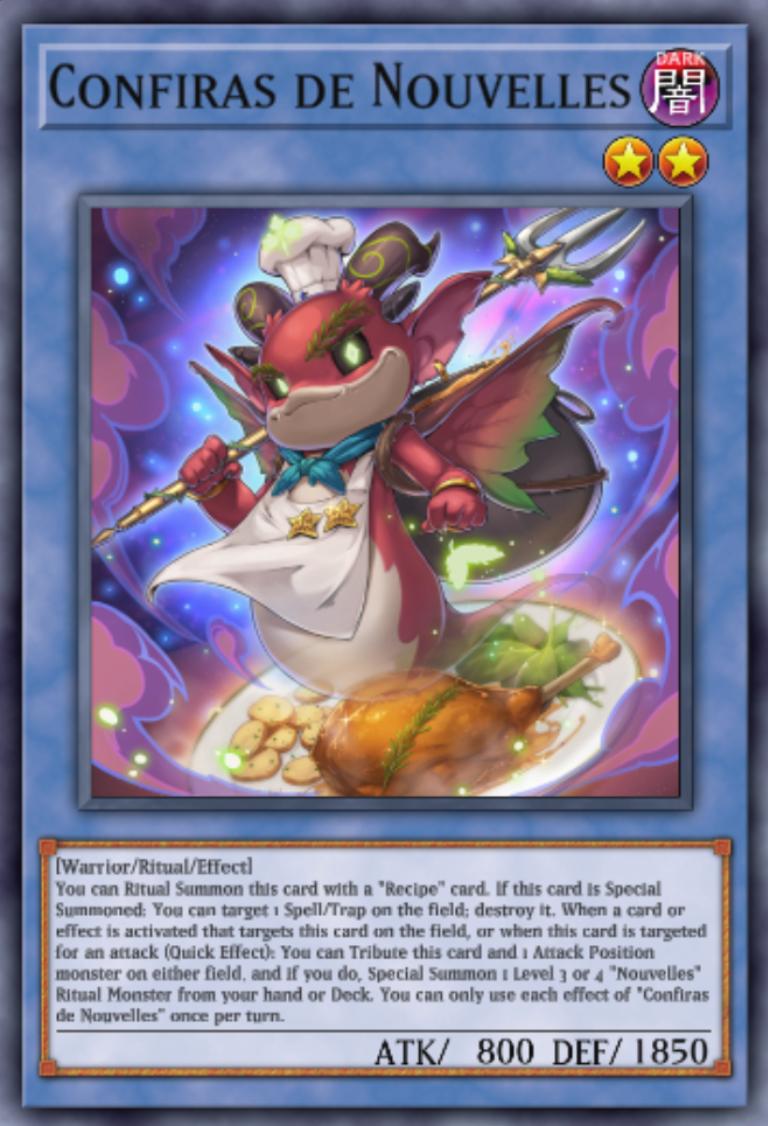 CONFIRAS DE NOUVELLES
DARK
闇
[Warrior/Ritual/Effect]
You can Ritual Summon this card with a "Recipe" card. If this card is Special
Summoned: You can target 1 Spell/Trap on the field; destroy it. When a card or
effect is activated that targets this card on the field, or when this card is targeted
for an attack (Quick Effect): You can Tribute this card and 1 Attack Position
monster on either field, and if you do, Special Summon 1 Level 3 or 4 "Nouvelles"
Ritual Monster from your hand or Deck. You can only use each effect of "Confiras
de Nouvelles" once per turn.
ATK/ 800 DEF/ 1850